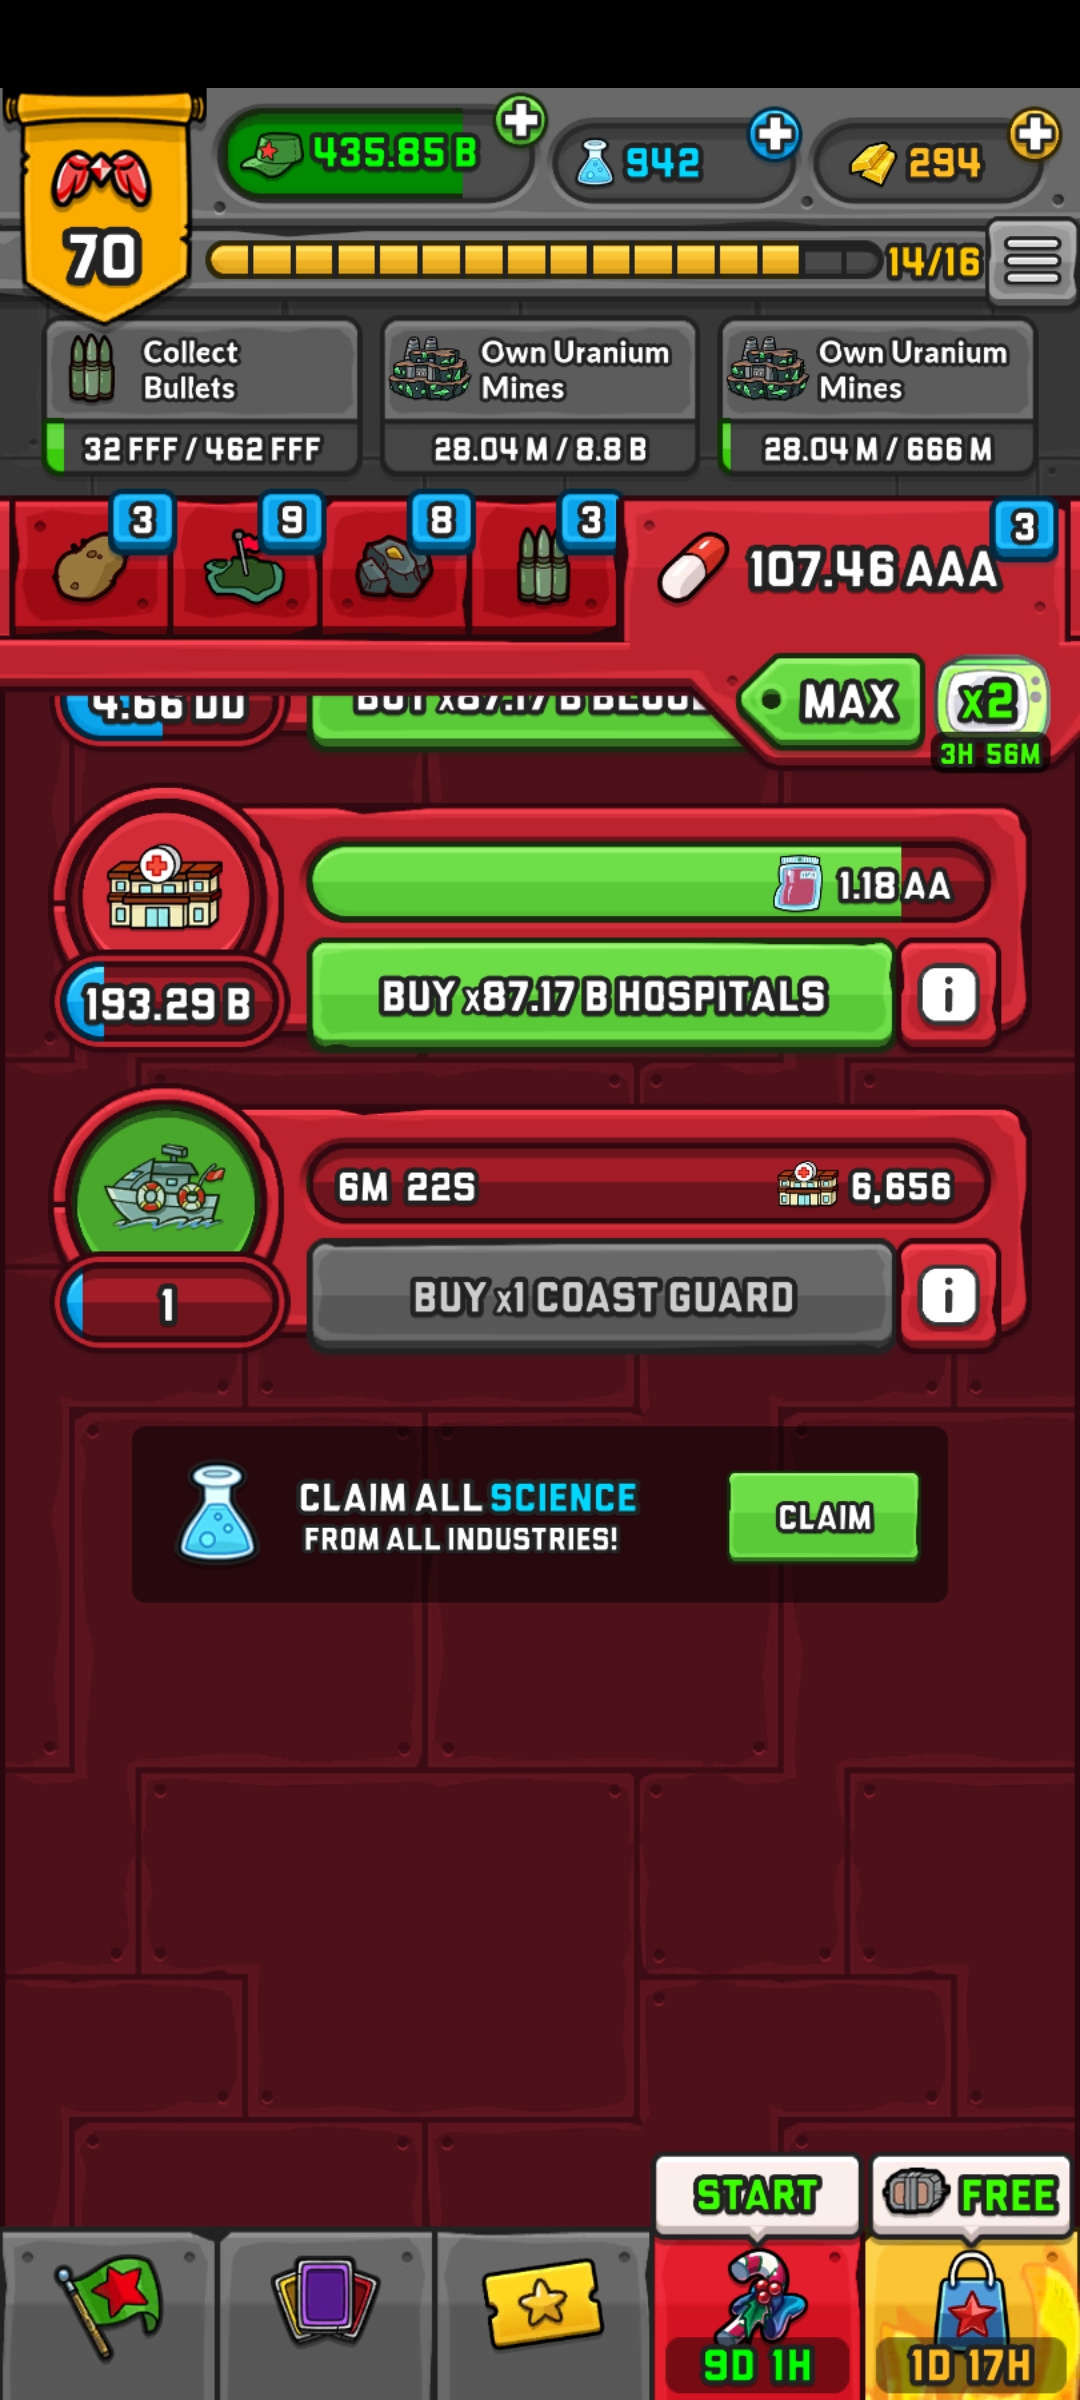 70
435.85 B
942
294
14/16
Collect
Bullets
32 FFF / 462 FFF
Own Uranium
Mines
28.04 M / 8.8 B
Own Uranium
Mines
28.04 M / 666 M
3
9
8
3
107.46 AAA
3
MAX
x2
3H 56M
BUY x87.17 B
1.18 AA
193.29 B
BUY x87.17 B HOSPITALS
i
6M 22S
6,656
1
BUY x1 COAST GUARD
i
CLAIM ALL SCIENCE
FROM ALL INDUSTRIES!
CLAIM
START
FREE
9D 1H
1D 17H